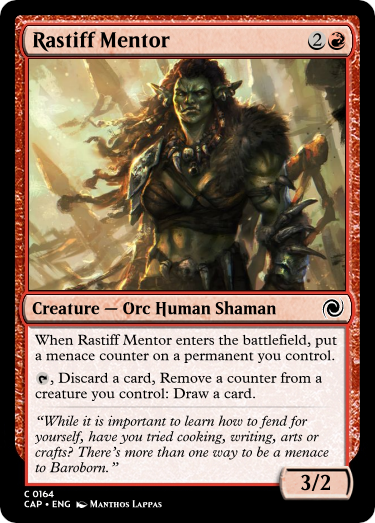 Rastiff Mentor 2
Creature — Orc Human Shaman
When Rastiff Mentor enters the battlefield, put
a menace counter on a permanent you control.
, Discard a card, Remove a counter from a
creature you control: Draw a card.
“While it is important to learn how to fend for
yourself, have you tried cooking, writing, arts or
crafts? There's more than one way to be a menace
to Baroborn.”
3/2
C 0164
CAP • ENG Manthos Lappas